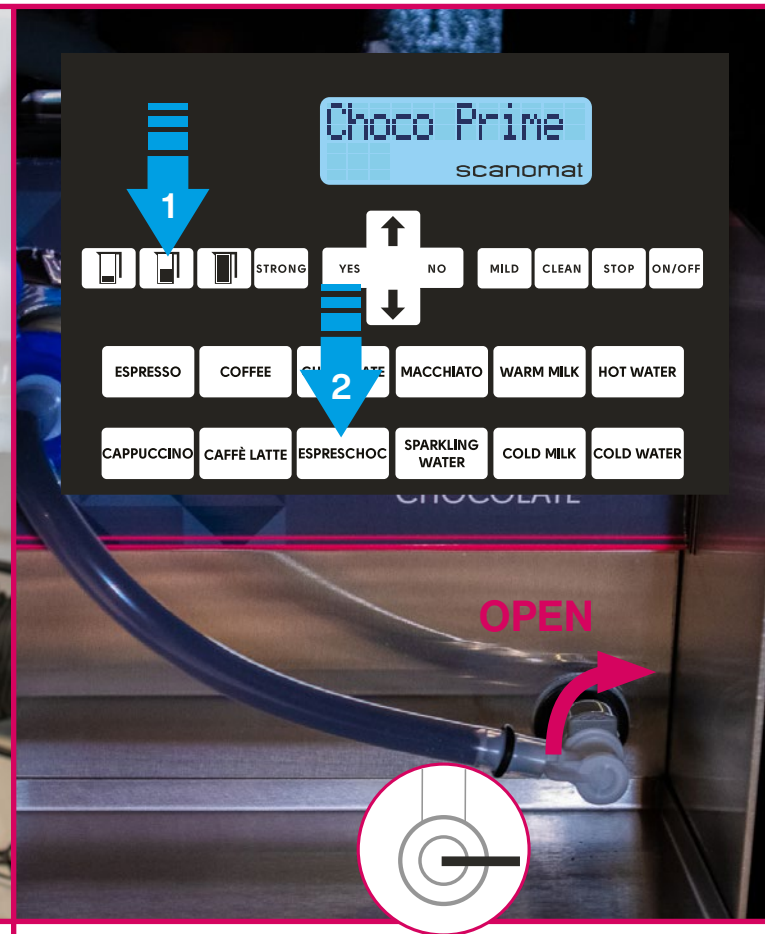 Choco Prime
scanomat
1
STRONG
YES
NO
MILD
CLEAN
STOP
ON/OFF
2
ESPRESSO
COFFEE
MACCHIATO
WARM MILK
HOT WATER
CAPPUCCINO
CAFFÈ LATTE
ESPRESCHOC
SPARKLING
WATER
COLD MILK
COLD WATER
CHOCOLATE
OPEN